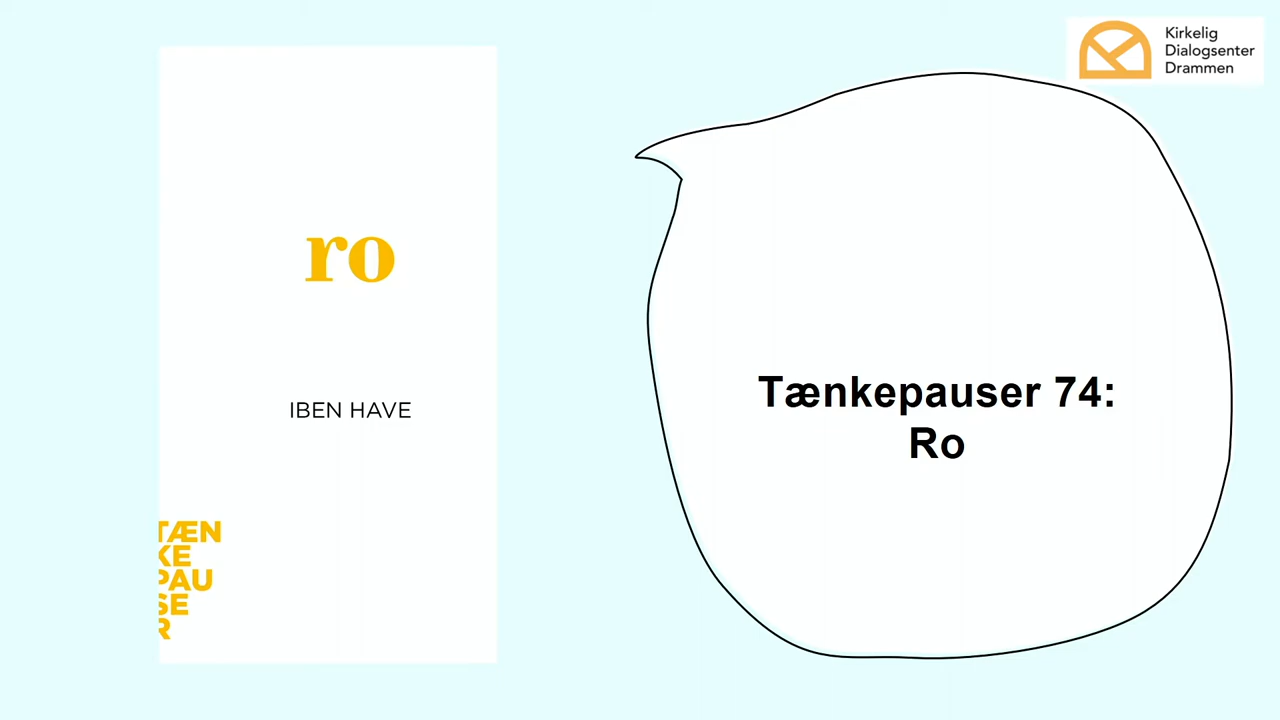 ro
IBEN HAVE
TÆN
KE
PAU
SE
R
Kirkelig
Dialogsenter
Drammen
Tænkepauser 74:
Ro